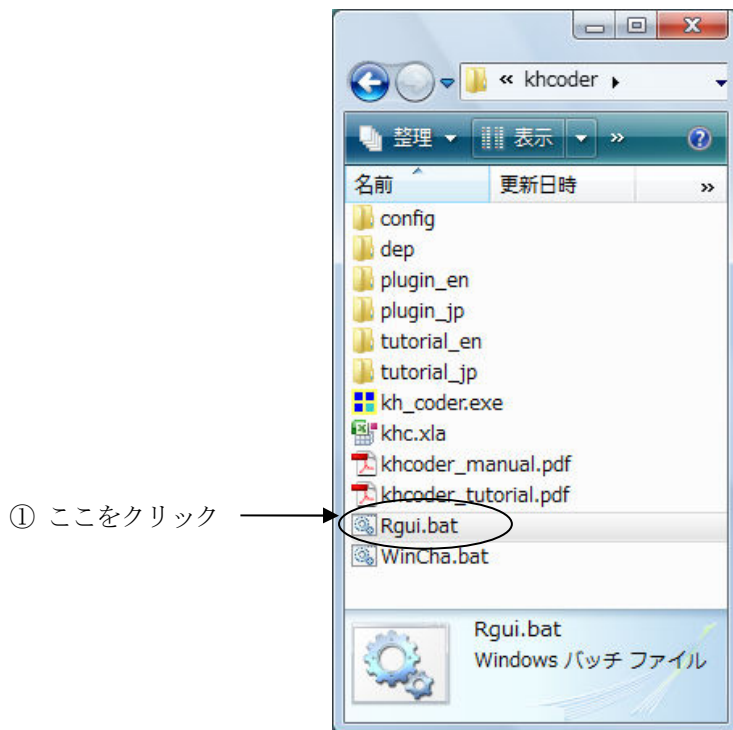 « khcoder
整理 表示 »
名前 更新日時 »
config
dep
plugin_en
plugin_jp
tutorial_en
tutorial_jp
kh_coder.exe
khc.xla
khcoder_manual.pdf
khcoder_tutorial.pdf
① ここをクリック
Rgui.bat
WinCha.bat
Rgui.bat
Windows バッチ ファイル